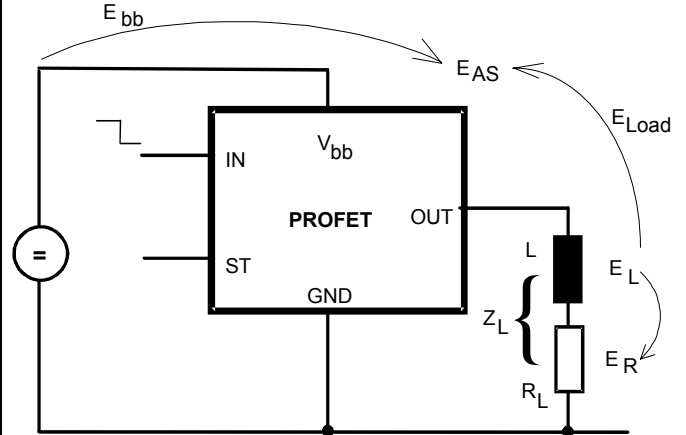 E bb
E AS
E Load
V bb
IN
PROFET
OUT
ST
GND
L
E L
Z L {
E R
R L
=